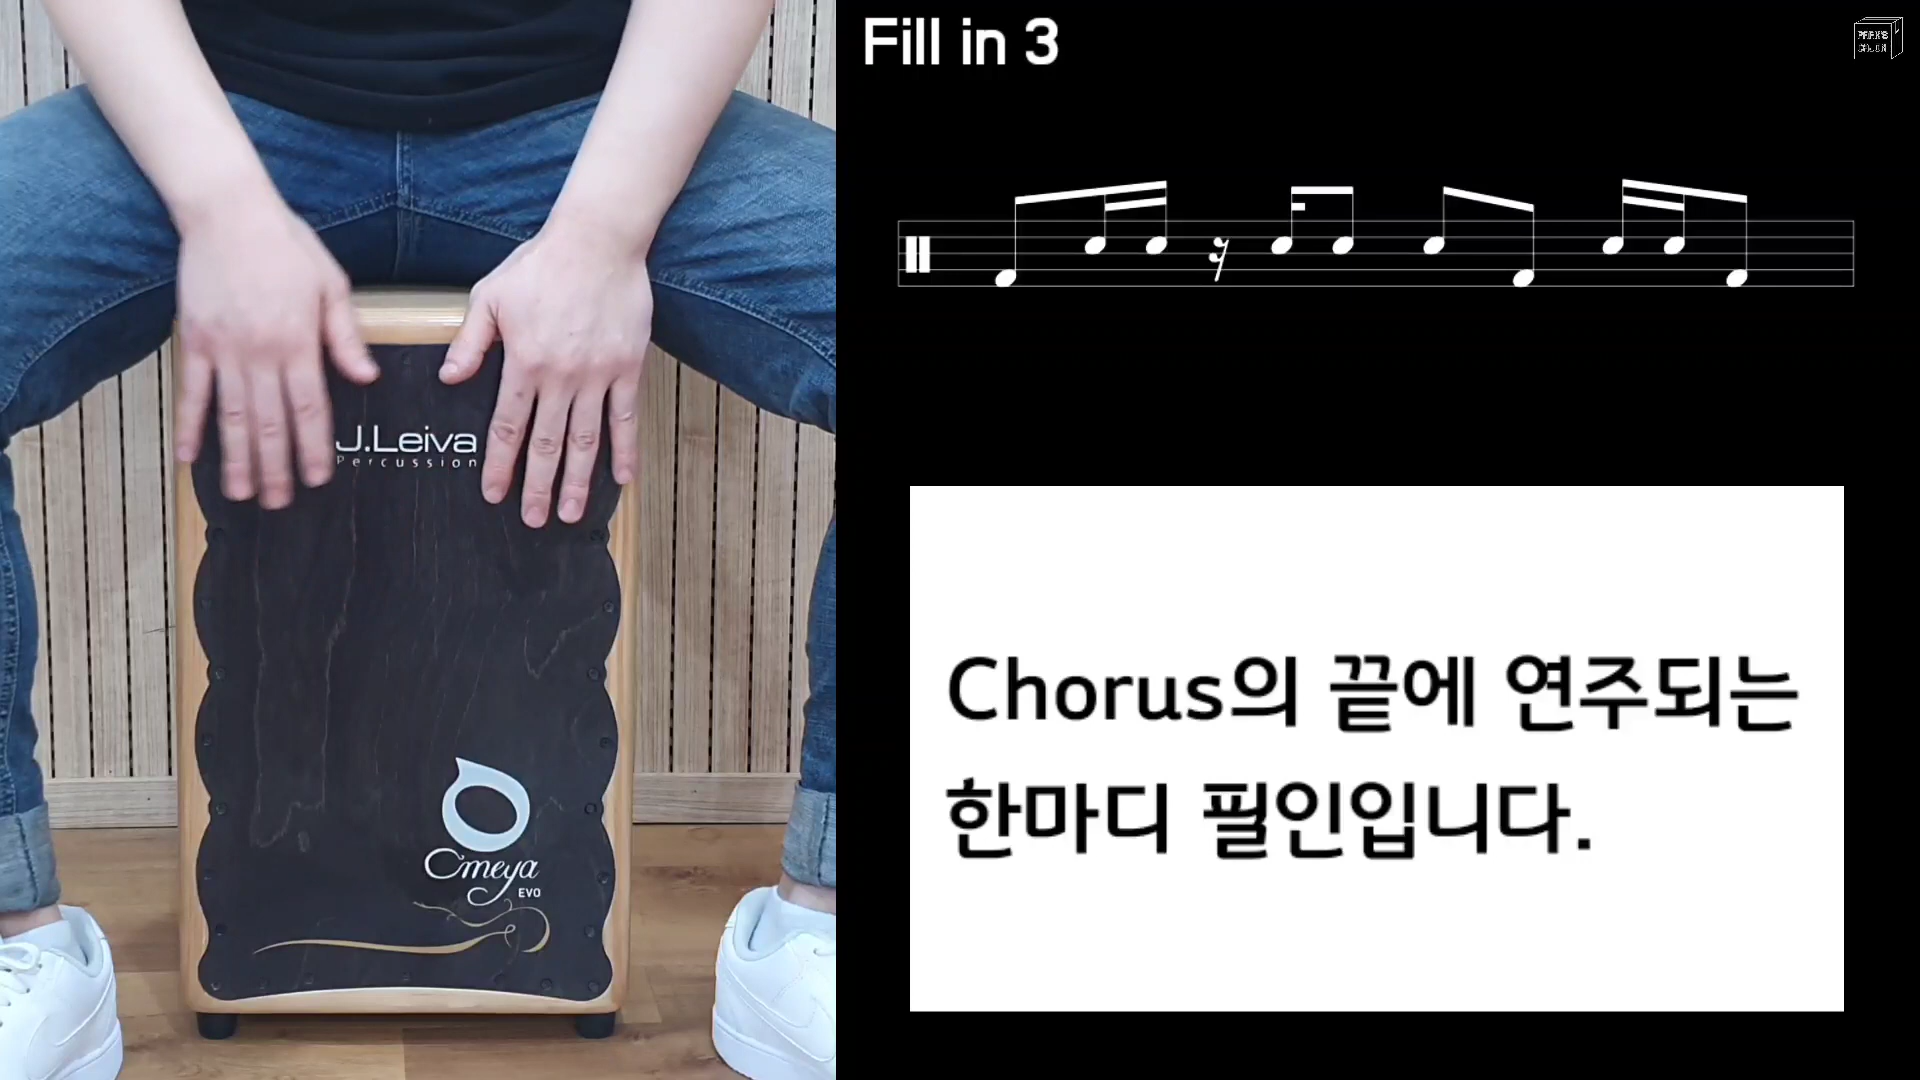 Fill in 3
J.Leiva
Percussion
Omeya
EVO
Chorus의 끝에 연주되는
한마디 필인입니다.